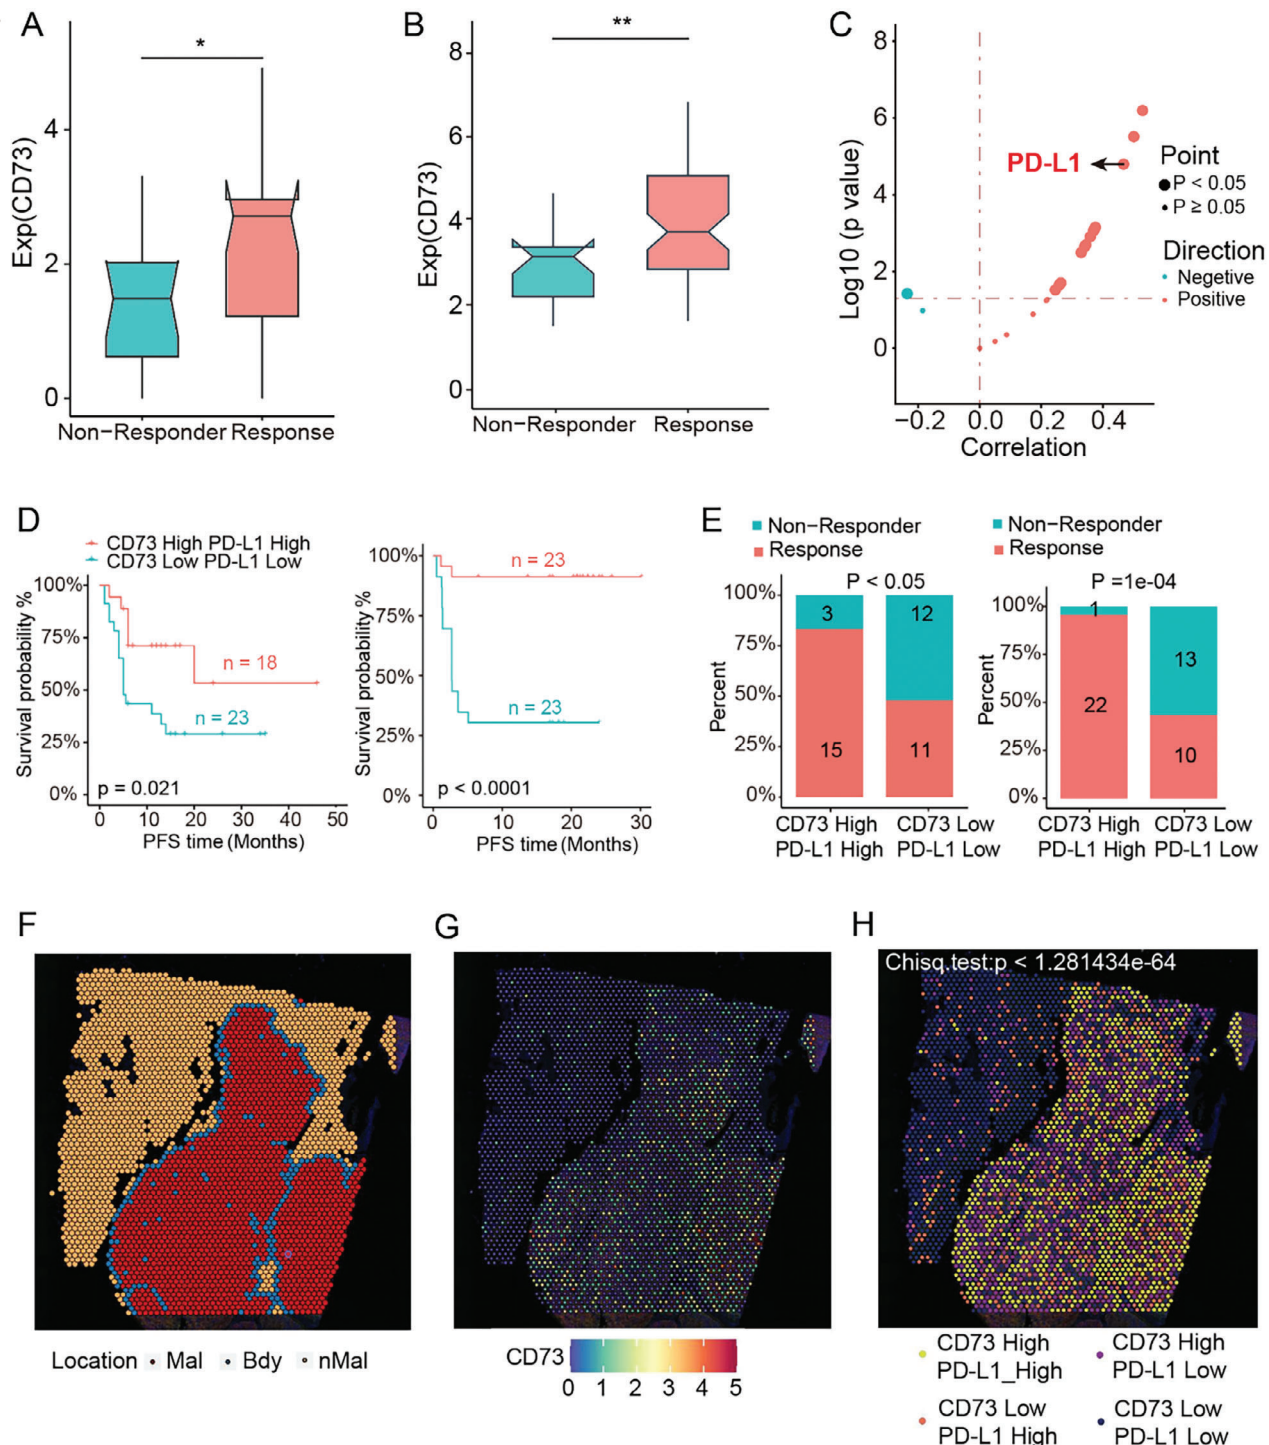 A
*
Exp(CD73)
4
2
0
Non-Responder Response
B
**
Exp(CD73)
8
6
4
2
0
Non-Responder Response
C
Log10 (p value)
8
6
4
2
0
PD-L1
-0.2 0.0 0.2 0.4
Correlation
Point
P < 0.05
P ≥ 0.05
Direction
Negetive
Positive
D
CD73 High PD-L1 High
CD73 Low PD-L1 Low
Survival probability %
100%
75%
50%
25%
0%
n = 18
n = 23
p = 0.021
0 10 20 30 40 50
PFS time (Months)
Survival probability %
100%
75%
50%
25%
0%
n = 23
n = 23
p < 0.0001
0 10 20 30
PFS time (Months)
E
Non-Responder
Response
P < 0.05
Percent
100%
75%
50%
25%
0%
3
12
15
11
CD73 High CD73 Low
PD-L1 High PD-L1 Low
Non-Responder
Response
P =1e-04
Percent
100%
75%
50%
25%
0%
1
13
22
10
CD73 High CD73 Low
PD-L1 High PD-L1 Low
F
Location Mal Bdy nMal
G
CD73
0 1 2 3 4 5
H
Chisq.test:p < 1.281434e-64
CD73 High
PD-L1_High
CD73 High
PD-L1 Low
CD73 Low
PD-L1 High
CD73 Low
PD-L1 Low